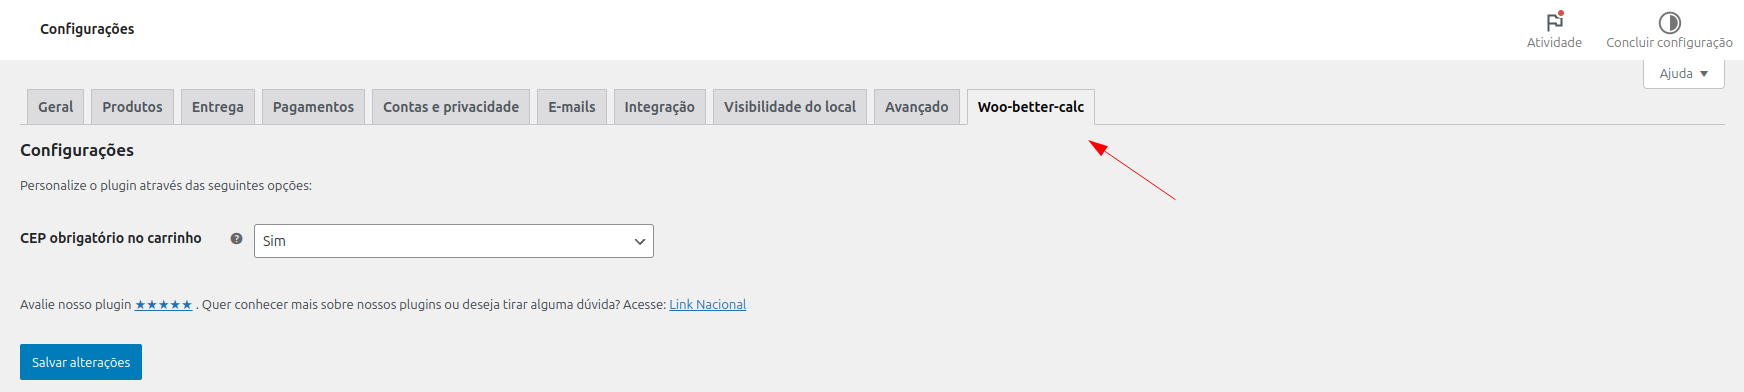 Configurações
Atividade
Concluir configuração
Ajuda ▼
Geral Produtos Entrega Pagamentos Contas e privacidade E-mails Integração Visibilidade do local Avançado Woo-better-calc
Configurações
Personalize o plugin através das seguintes opções:
CEP obrigatório no carrinho ? Sim
Avalie nosso plugin ★★★★★ . Quer conhecer mais sobre nossos plugins ou deseja tirar alguma dúvida? Acesse: Link Nacional
Salvar alterações